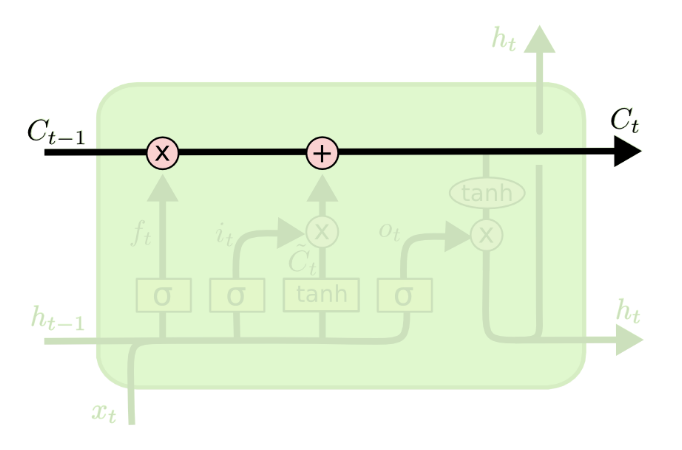 h_t
C_{t-1}
x
+
C_t
tanh
f_t
i_t
x
o_t
x
C̃_t
σ
σ
tanh
σ
h_{t-1}
h_t
x_t